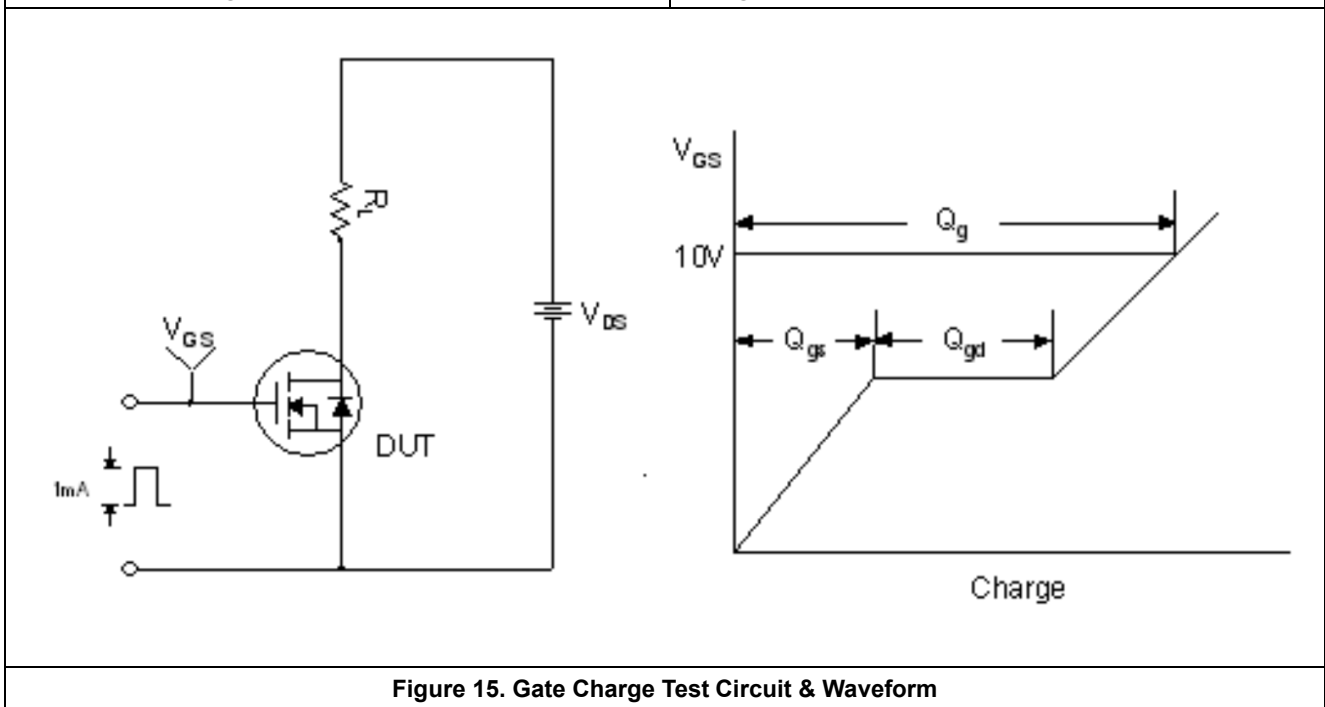 R_L
V_GS
V_DS
DUT
1mA
V_GS
Q_g
10V
Q_gs
Q_gd
Charge
Figure 15. Gate Charge Test Circuit & Waveform